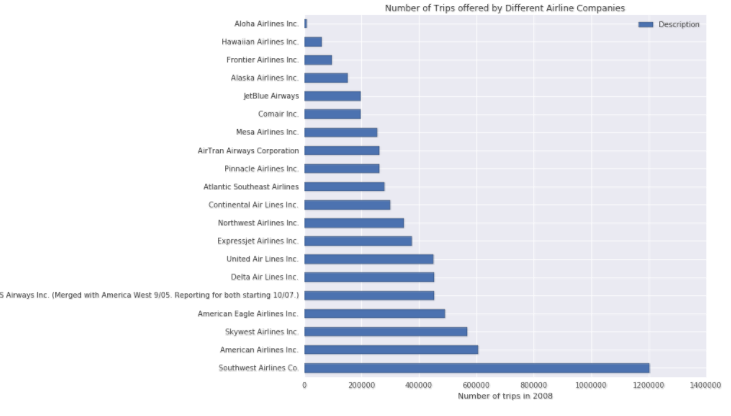 Number of Trips offered by Different Airline Companies
Description
Aloha Airlines Inc.
Hawaiian Airlines Inc.
Frontier Airlines Inc.
Alaska Airlines Inc.
JetBlue Airways
Comair Inc.
Mesa Airlines Inc.
AirTran Airways Corporation
Pinnacle Airlines Inc.
Atlantic Southeast Airlines
Continental Air Lines Inc.
Northwest Airlines Inc.
Expressjet Airlines Inc.
United Air Lines Inc.
Delta Air Lines Inc.
S Airways Inc. (Merged with America West 9/05. Reporting for both starting 10/07.)
American Eagle Airlines Inc.
Skywest Airlines Inc.
American Airlines Inc.
Southwest Airlines Co.
0 200000 400000 600000 800000 1000000 1200000 1400000
Number of trips in 2008